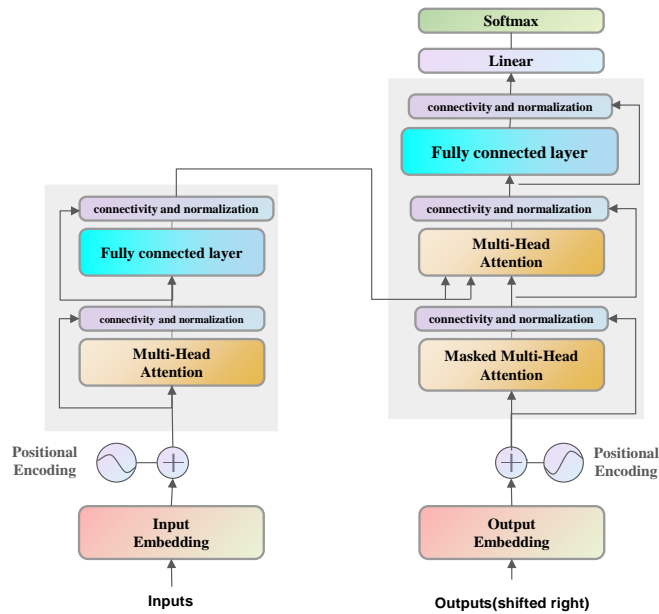 Softmax
Linear
connectivity and normalization
Fully connected layer
connectivity and normalization
Multi-Head
Attention
connectivity and normalization
Masked Multi-Head
Attention
Positional
Encoding
Output
Embedding
Outputs(shifted right)
connectivity and normalization
Fully connected layer
connectivity and normalization
Multi-Head
Attention
Positional
Encoding
Input
Embedding
Inputs